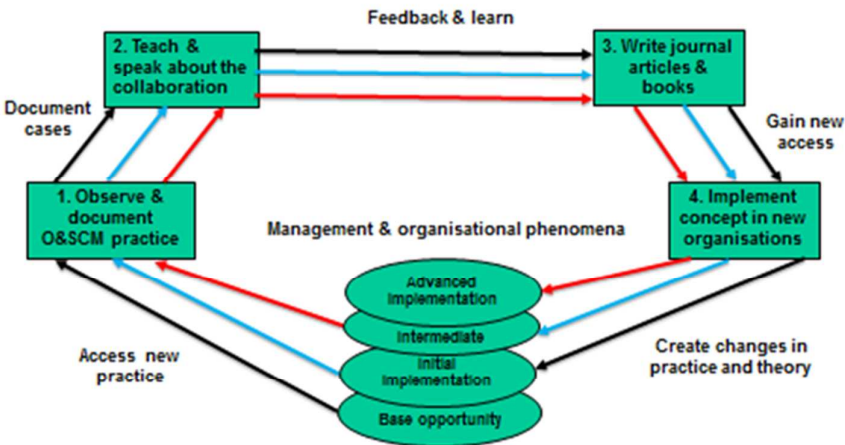 Feedback & learn
2. Teach &
speak about the
collaboration
3. Write journal
articles &
books
Document
cases
Gain new
access
1. Observe &
document
O&SCM practice
4. Implement
concept in new
organisations
Management & organisational phenomena
Advanced
Implementation
Intermediate
Initial
Implementation
Base opportunity
Access new
practice
Create changes in
practice and theory